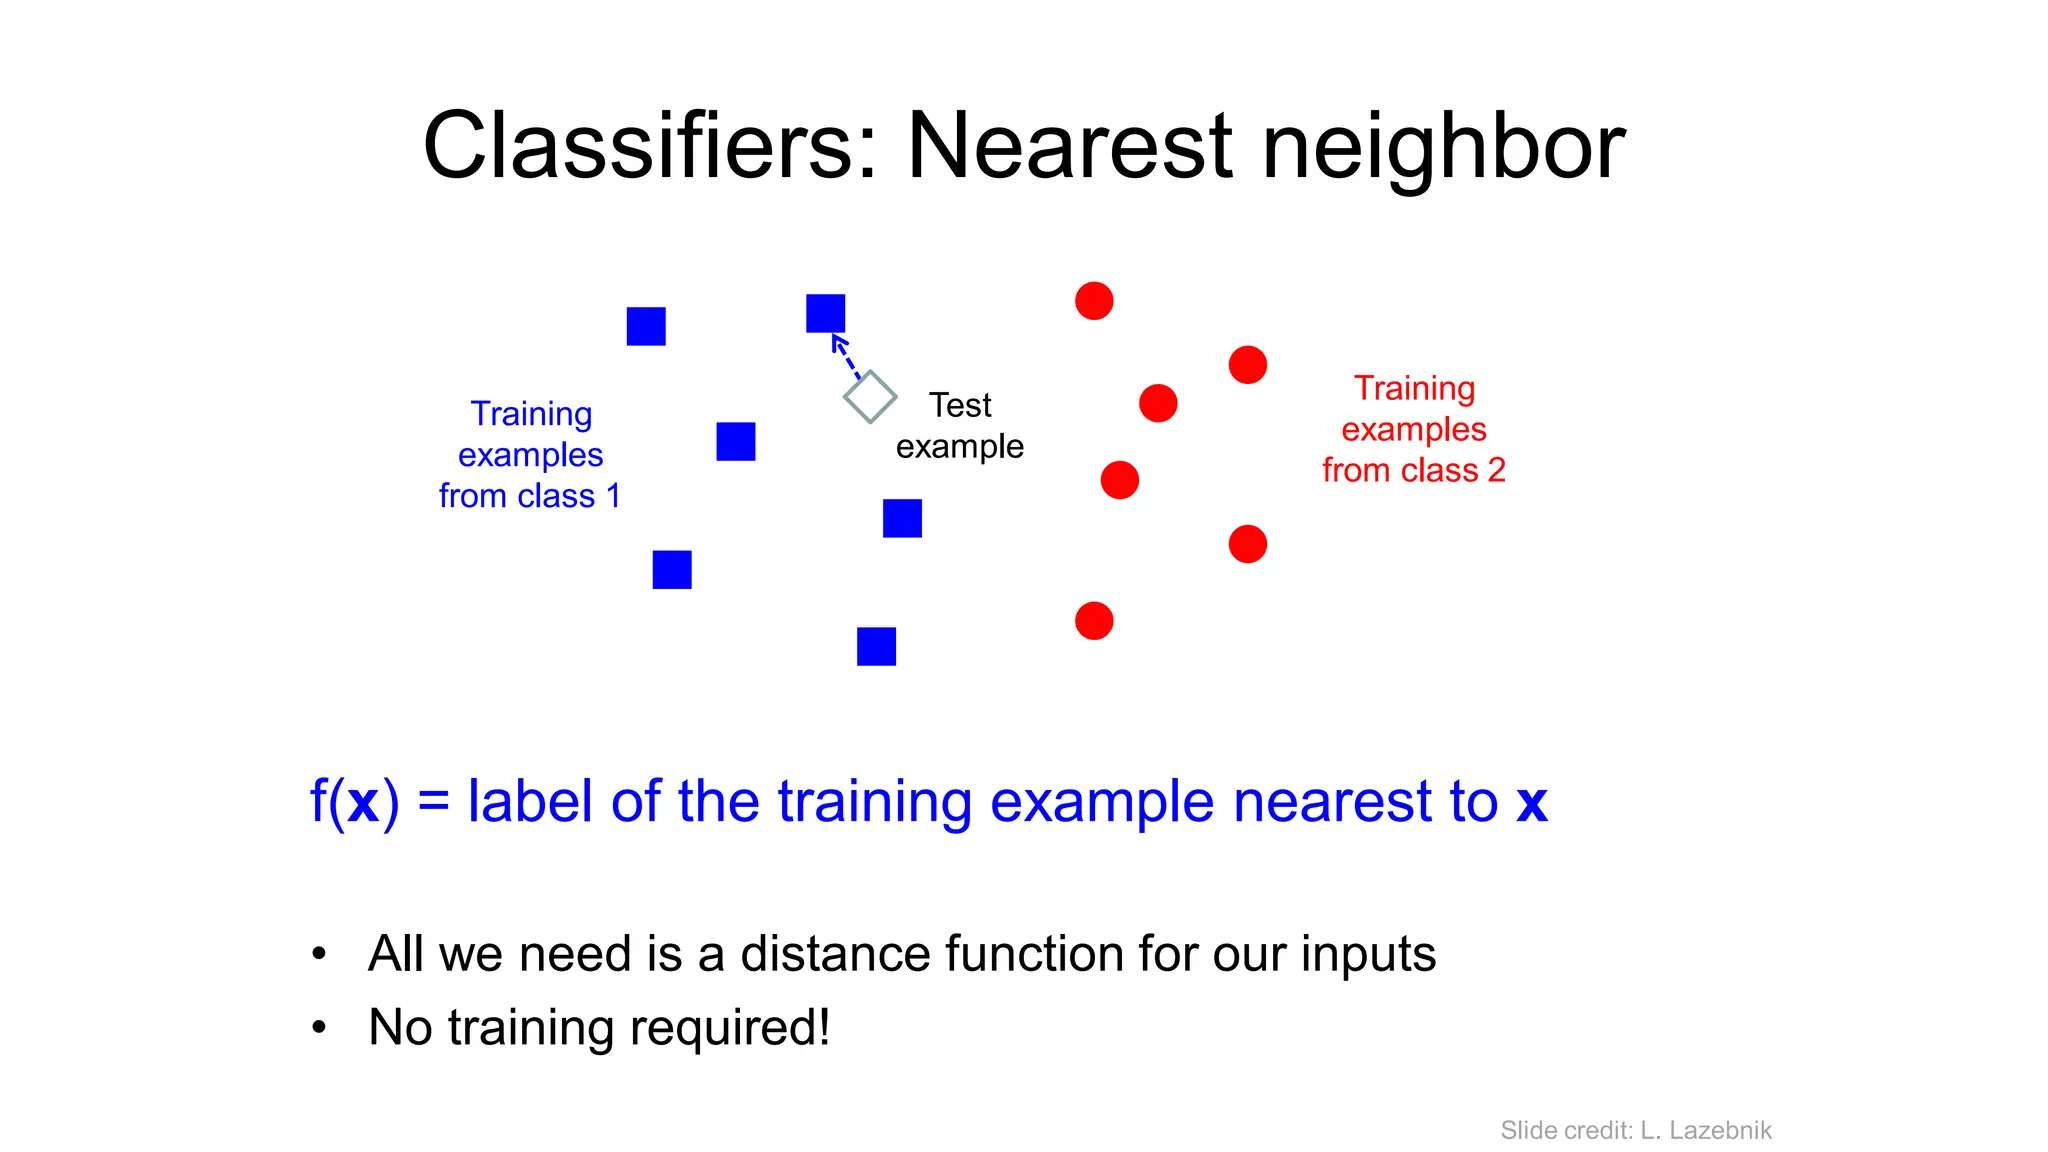 Classifiers: Nearest neighbor
Training
examples
from class 1
Test
example
Training
examples
from class 2
f(x) = label of the training example nearest to x
• All we need is a distance function for our inputs
• No training required!
Slide credit: L. Lazebnik